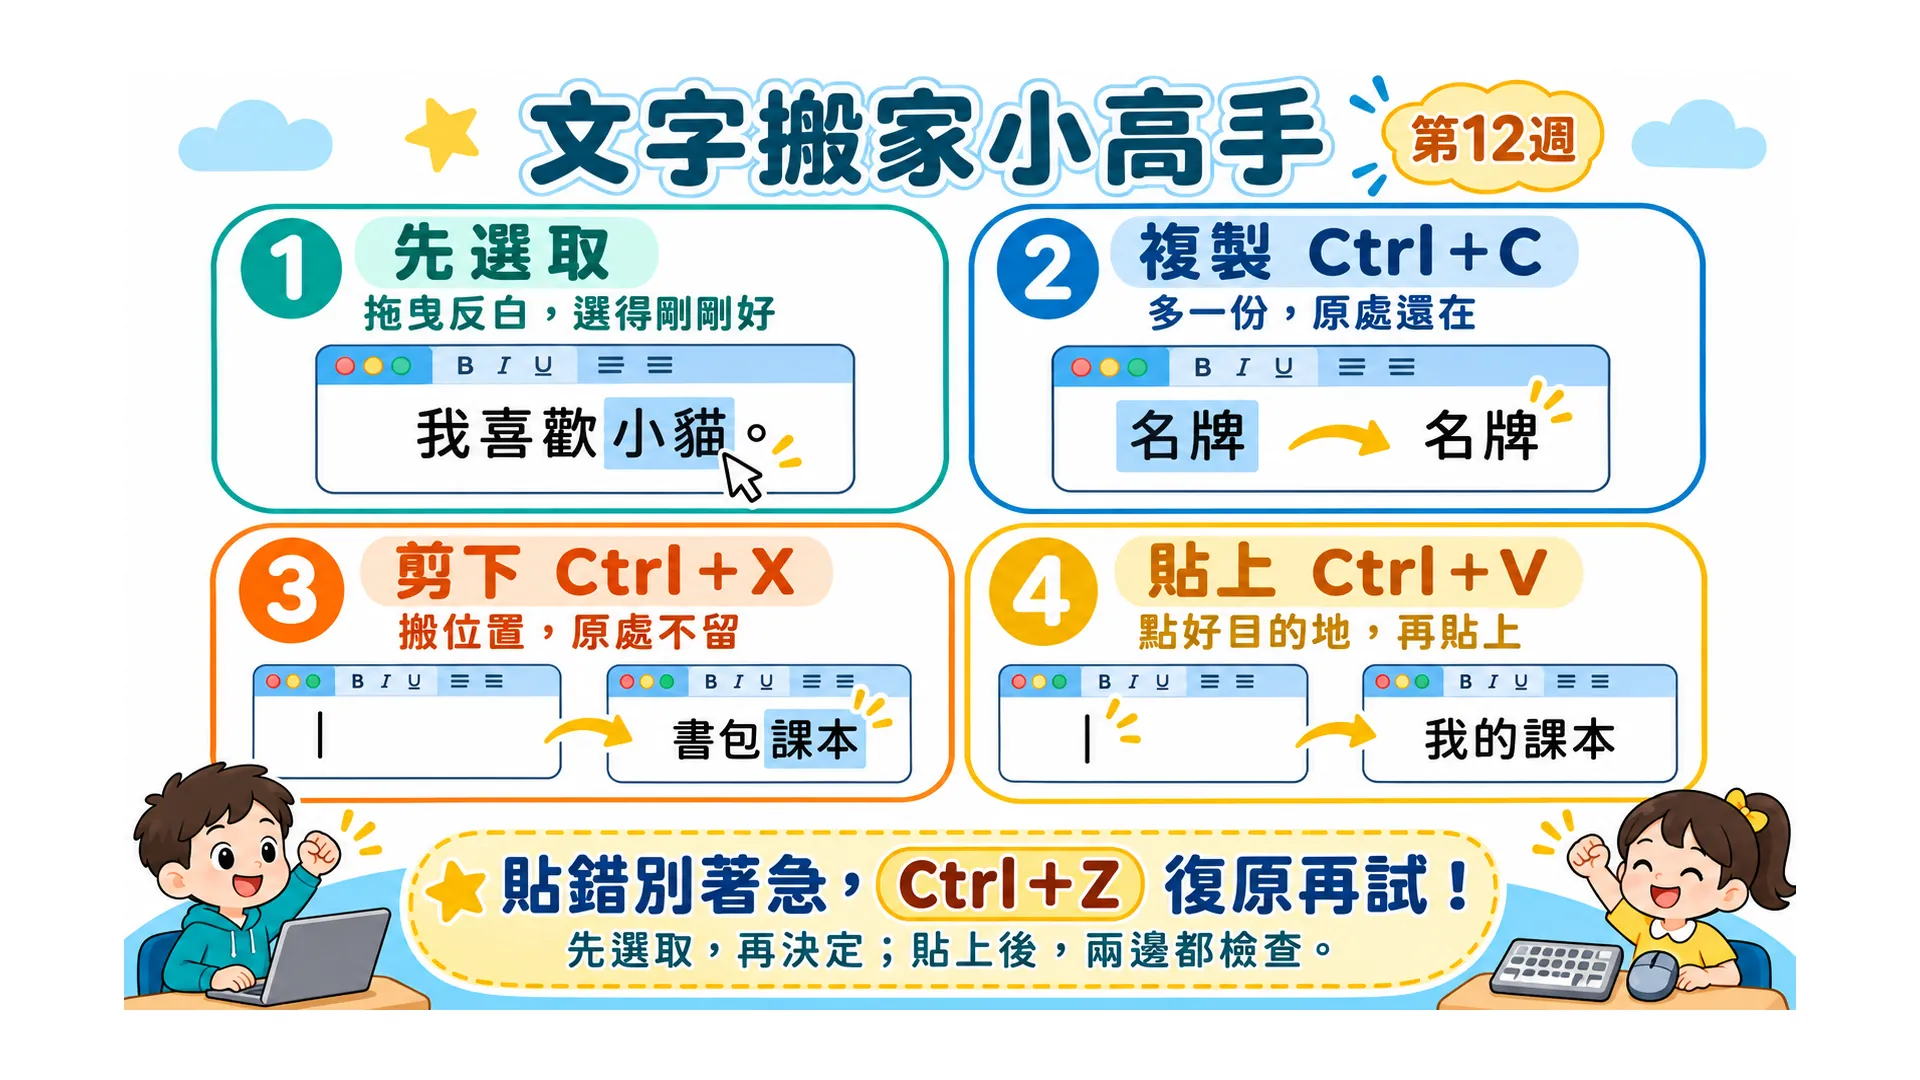 文字搬家小高手
第12週
1 先選取
拖曳反白，選得剛剛好
B I U
我喜歡小貓。
2 複製 Ctrl+C
多一份，原處還在
B I U
名牌 名牌
3 剪下 Ctrl+X
搬位置，原處不留
B I U
B I U
書包課本
4 貼上 Ctrl+V
點好目的地，再貼上
B I U
B I U
我的課本
貼錯別著急，Ctrl+Z 復原再試！
先選取，再決定；貼上後，兩邊都檢查。